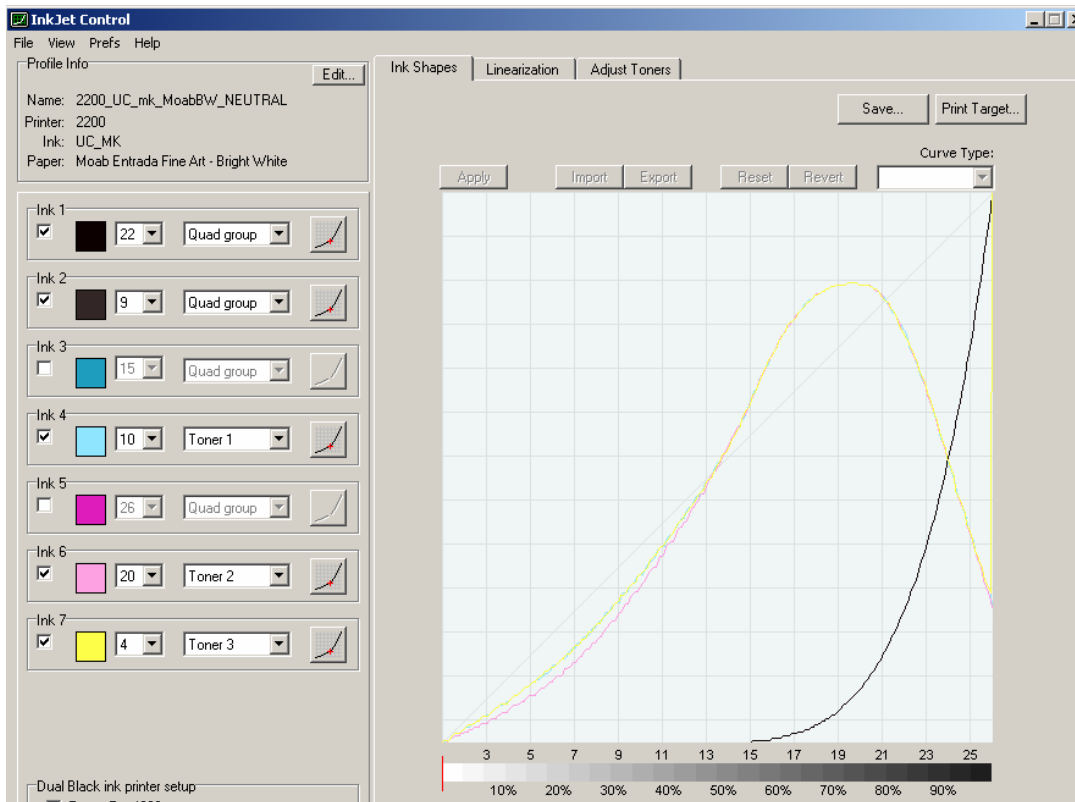 InkJet Control
File View Prefs Help
Profile Info
Edit...
Name: 2200_UC_mk_MoabBW_NEUTRAL
Printer: 2200
Ink: UC_MK
Paper: Moab Entrada Fine Art - Bright White
Ink 1
22 Quad group
Ink 2
9 Quad group
Ink 3
15 Quad group
Ink 4
10 Toner 1
Ink 5
26 Quad group
Ink 6
20 Toner 2
Ink 7
4 Toner 3
Dual Black ink printer setup
Ink Shapes Linearization Adjust Toners
Save... Print Target...
Curve Type:
Apply Import Export Reset Revert
3 5 7 9 11 13 15 17 19 21 23 25
10% 20% 30% 40% 50% 60% 70% 80% 90%